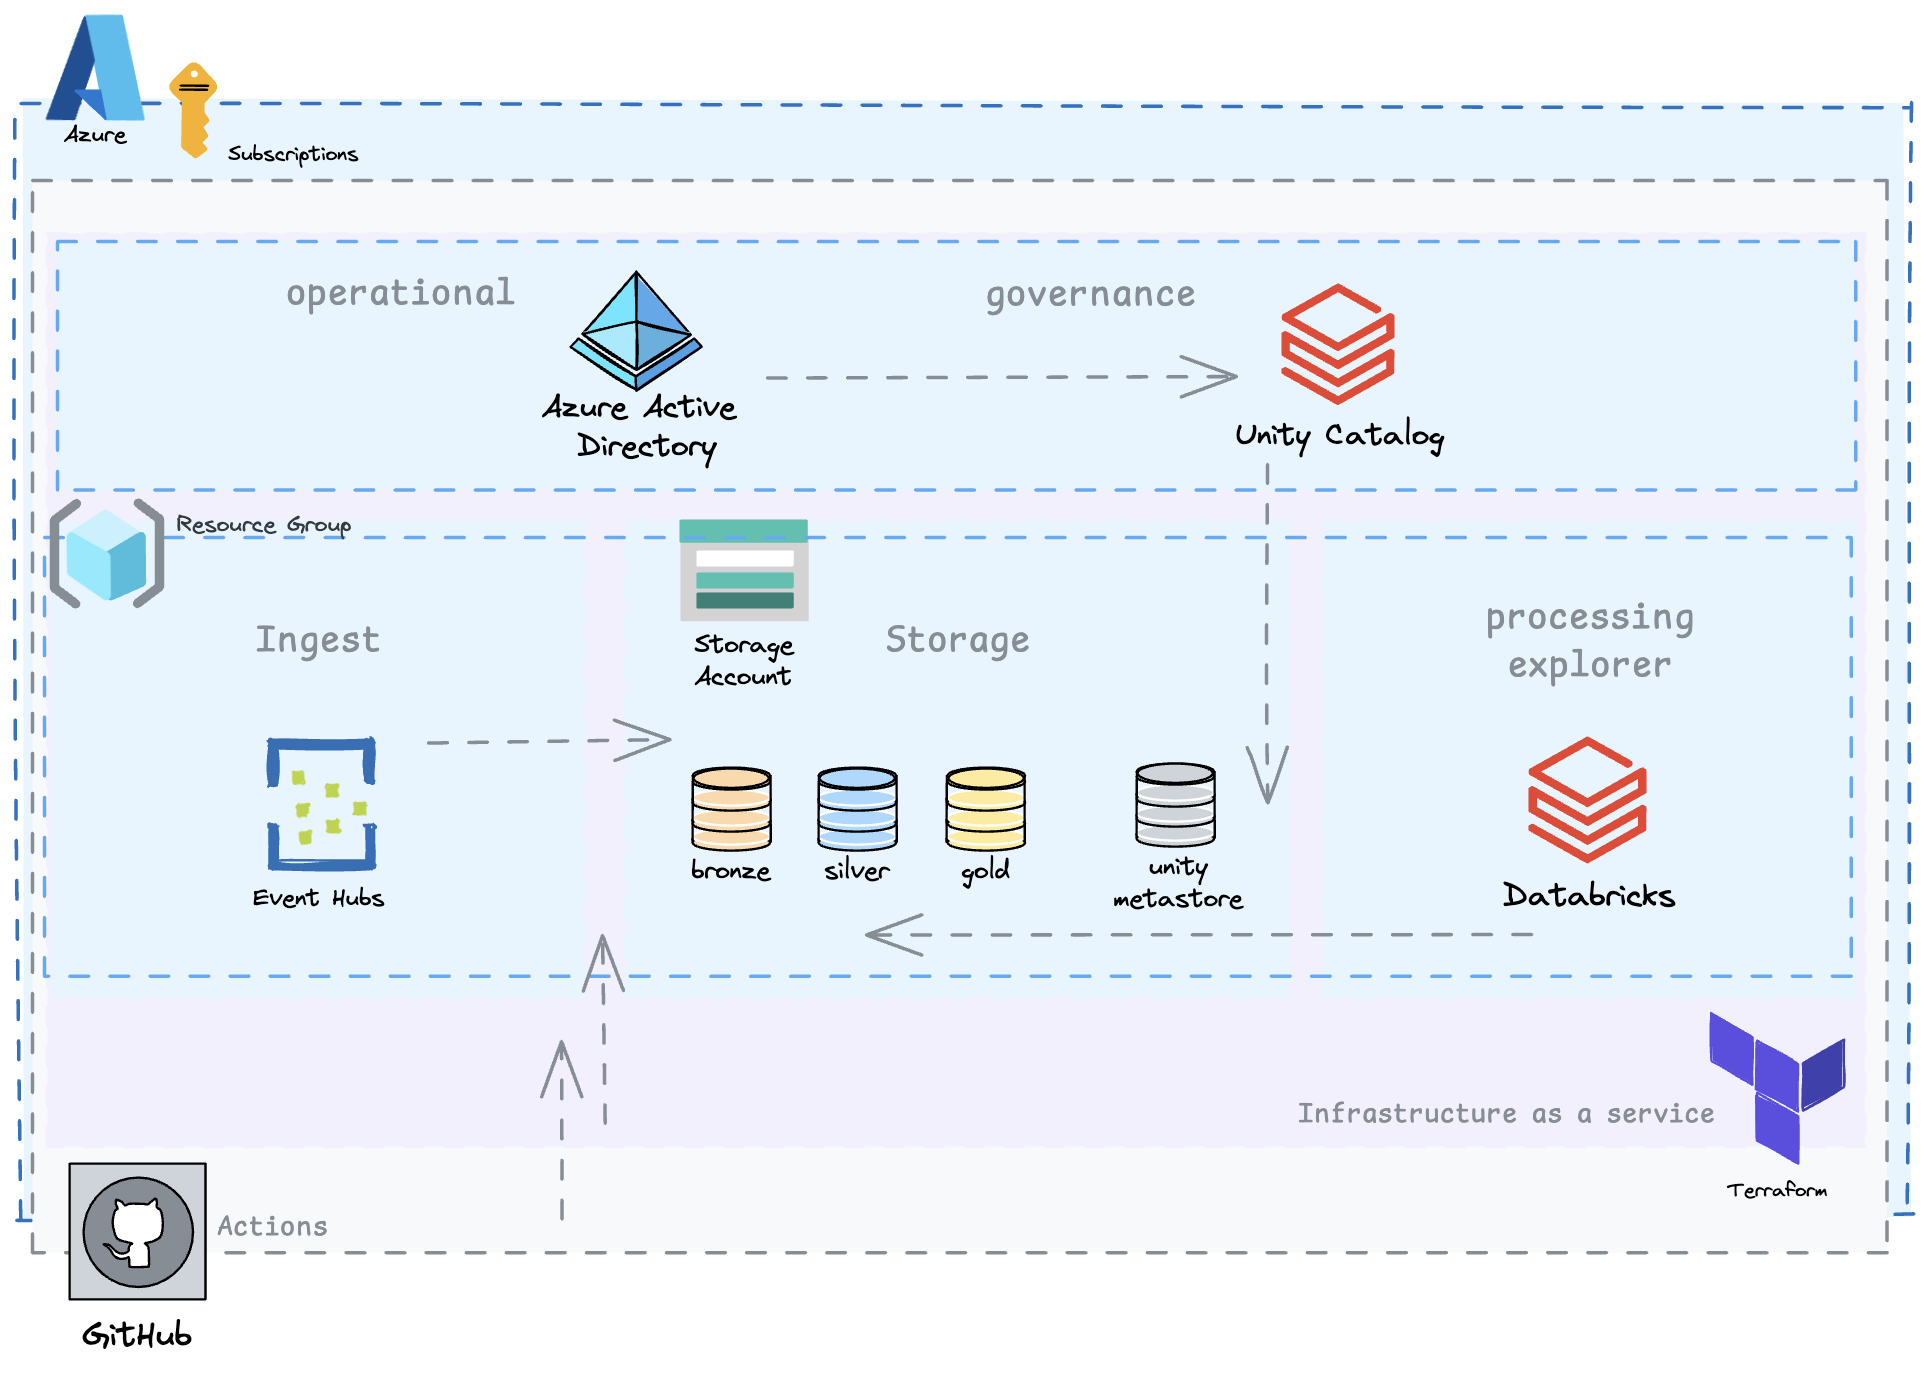 Azure
Subscriptions
operational
governance
Azure Active
Directory
Unity Catalog
Resource Group
Ingest
Storage
Account
Storage
processing
explorer
Event Hubs
bronze
silver
gold
unity
metastore
Databricks
Infrastructure as a service
Terraform
Actions
GitHub